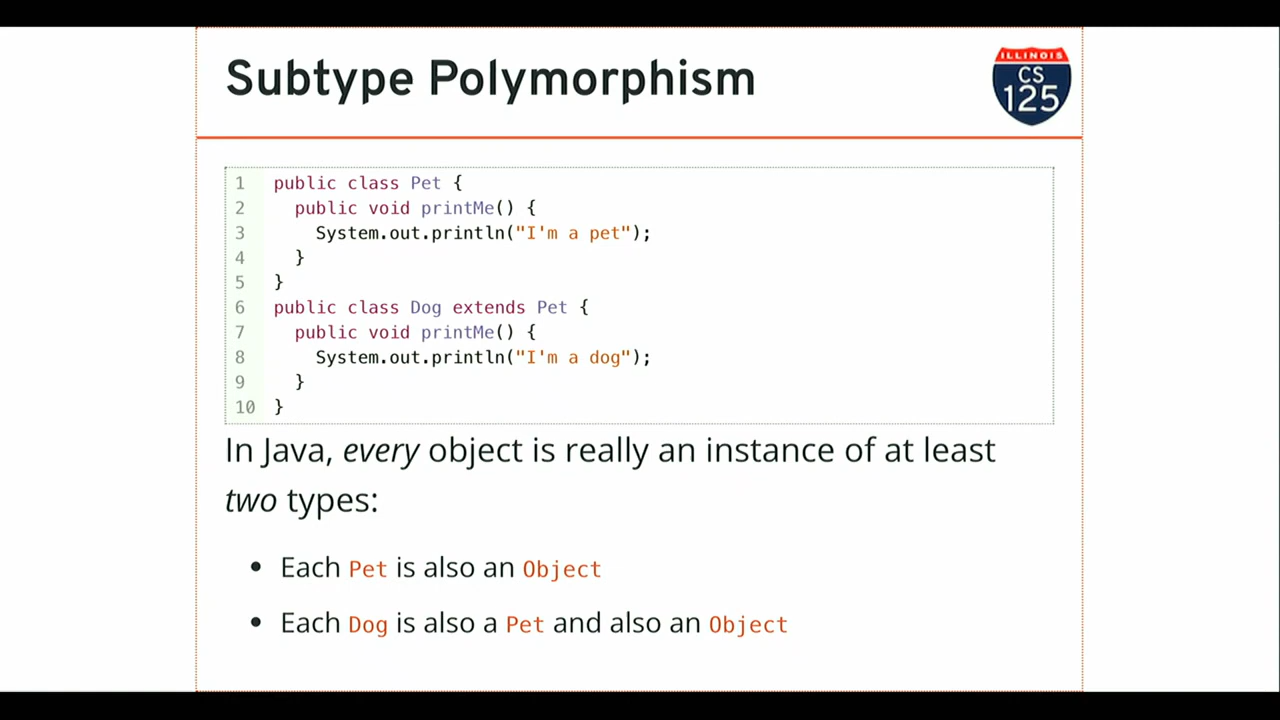 Subtype Polymorphism
ILLINOIS
CS
125
1 public class Pet {
2   public void printMe() {
3     System.out.println("I'm a pet");
4   }
5 }
6 public class Dog extends Pet {
7   public void printMe() {
8     System.out.println("I'm a dog");
9   }
10 }
In Java, every object is really an instance of at least
two types:
• Each Pet is also an Object
• Each Dog is also a Pet and also an Object